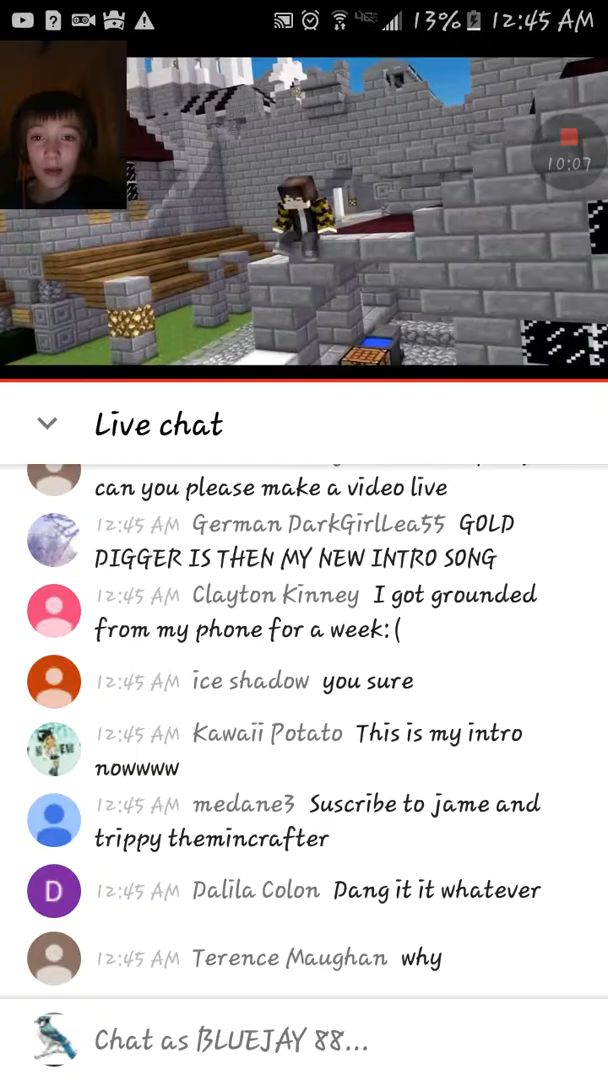 13% 12:45 AM
10:07
Live chat
can you please make a video live
12:45 AM German DarkGirlLea55 GOLD
DIGGER IS THEN MY NEW INTRO SONG
12:45 AM Clayton Kinney I got grounded
from my phone for a week:(
12:45 AM ice shadow you sure
12:45 AM Kawaii Potato This is my intro
nowwww
12:45 AM medane3 Suscribe to jame and
trippy themincrafter
D 12:45 AM Dalila Colon Dang it it whatever
12:45 AM Terence Maughan why
Chat as BLUEJAY 88...